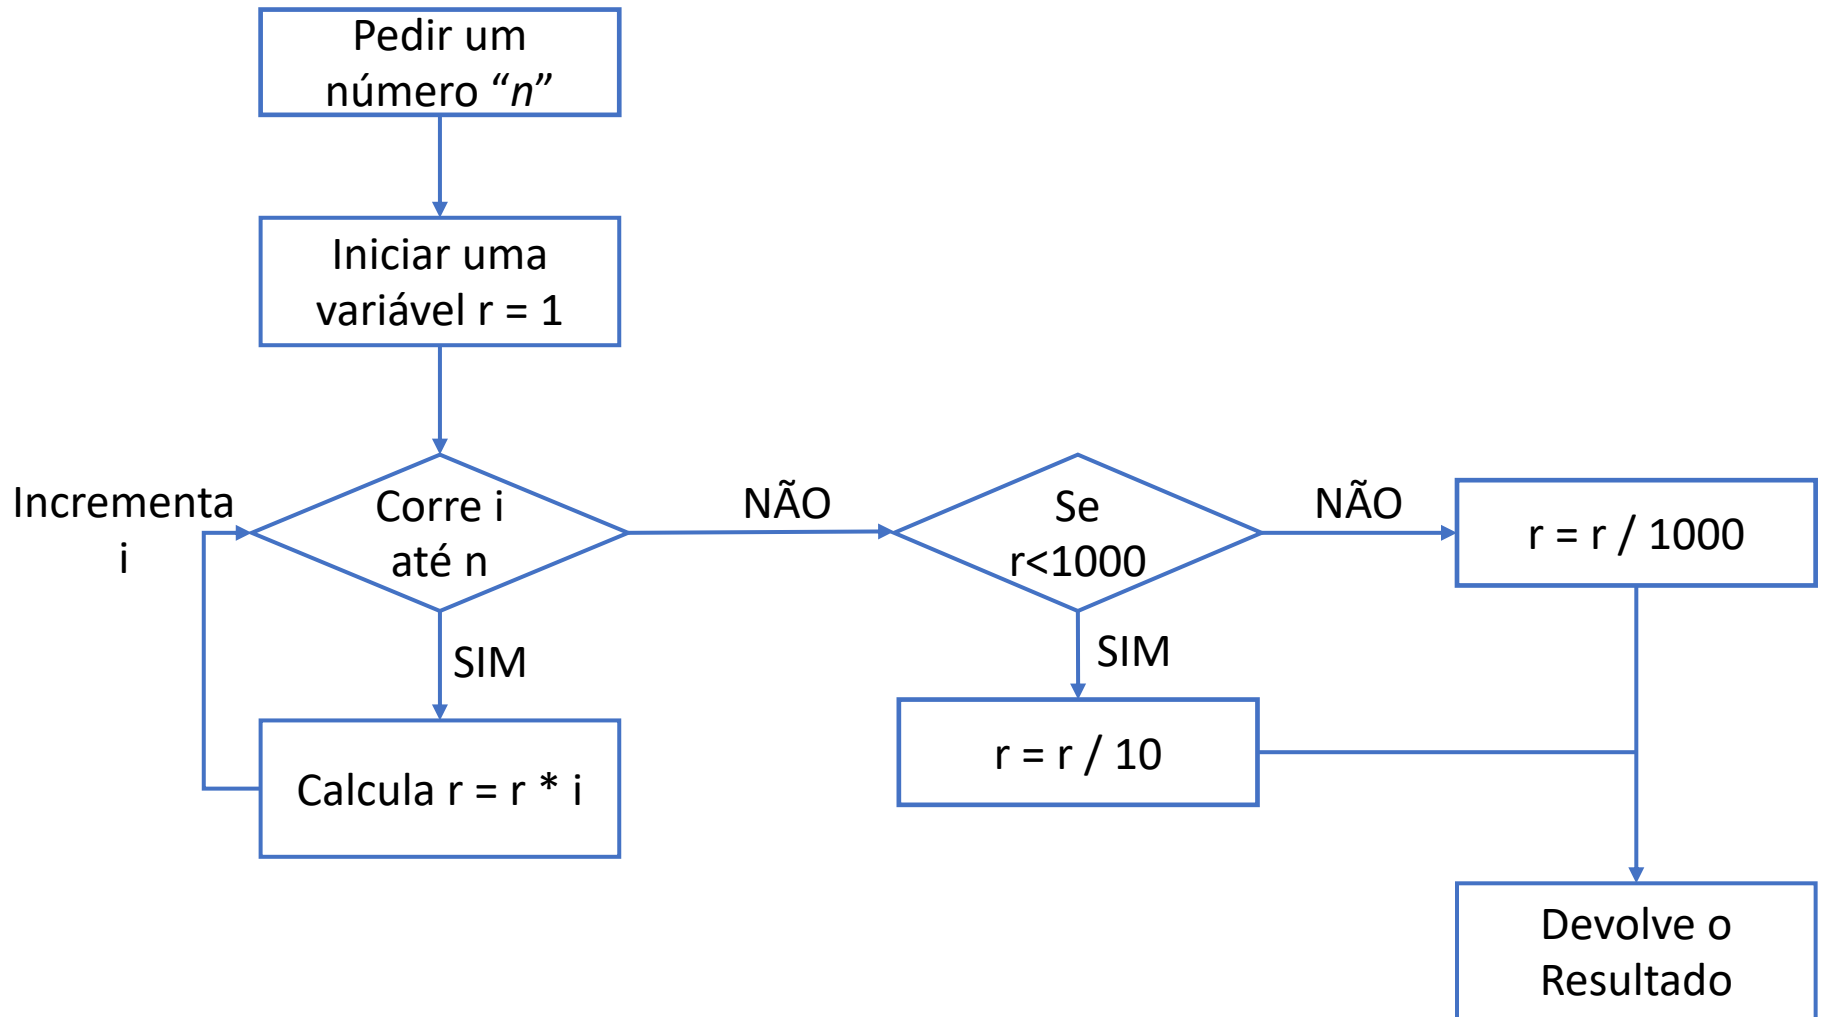 Pedir um
número “n”
Iniciar uma
variável r = 1
Incrementa
i
Corre i
até n
NÃO
Se
r<1000
NÃO
r = r / 1000
SIM
SIM
Calcula r = r * i
r = r / 10
Devolve o
Resultado